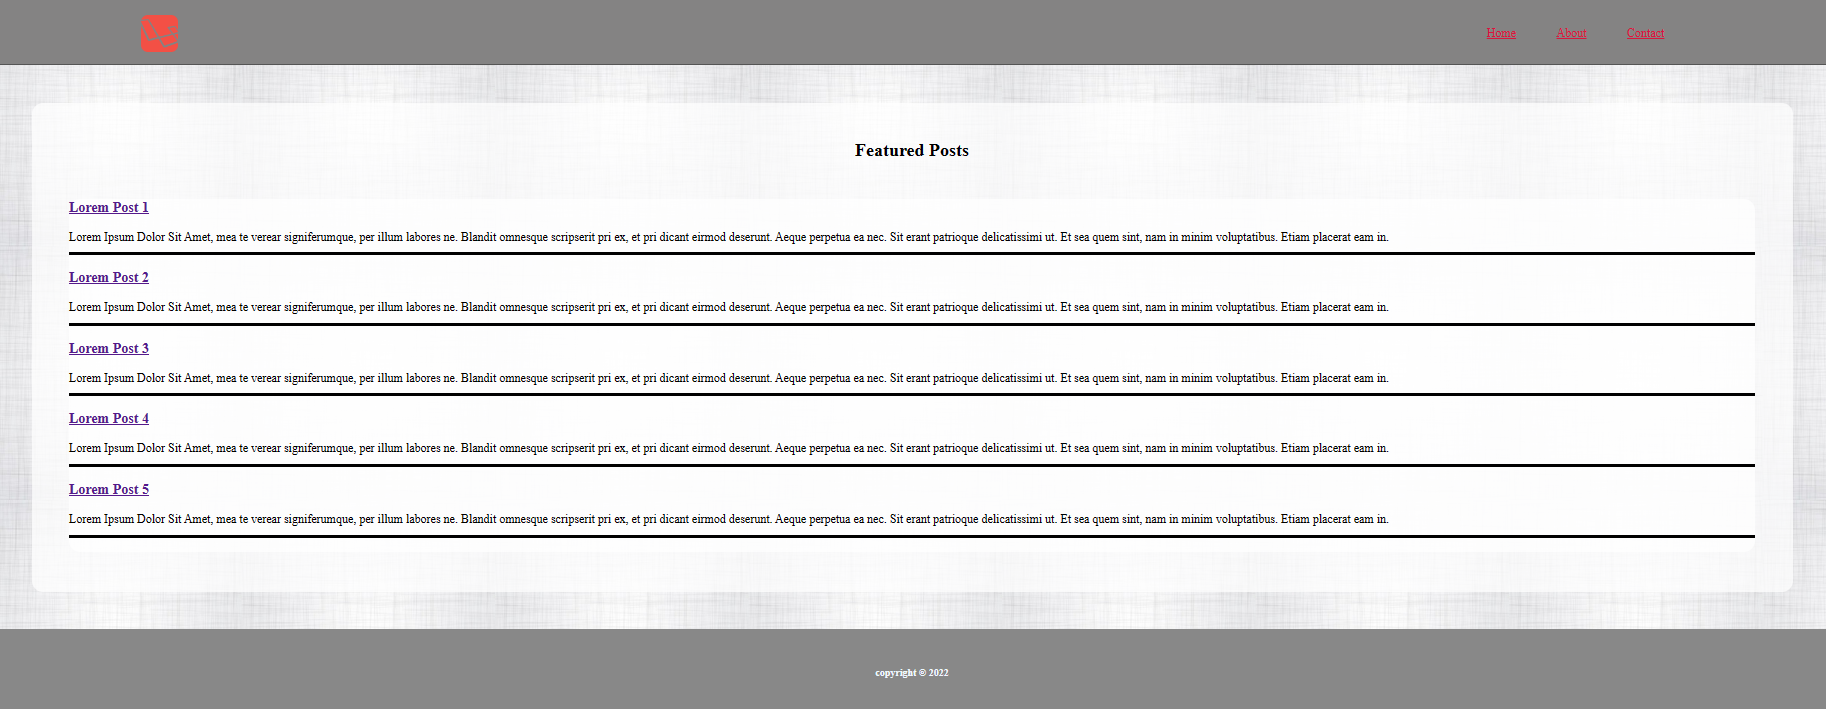 Home About Contact
Featured Posts
Lorem Post 1
Lorem Ipsum Dolor Sit Amet, mea te verear signiferumque, per illum labores ne. Blandit omnesque scripserit pri ex, et pri dicant eirmod deserunt. Aeque perpetua ea nec. Sit erant patrioque delicatissimi ut. Et sea quem sint, nam in minim voluptatibus. Etiam placerat eam in.
Lorem Post 2
Lorem Ipsum Dolor Sit Amet, mea te verear signiferumque, per illum labores ne. Blandit omnesque scripserit pri ex, et pri dicant eirmod deserunt. Aeque perpetua ea nec. Sit erant patrioque delicatissimi ut. Et sea quem sint, nam in minim voluptatibus. Etiam placerat eam in.
Lorem Post 3
Lorem Ipsum Dolor Sit Amet, mea te verear signiferumque, per illum labores ne. Blandit omnesque scripserit pri ex, et pri dicant eirmod deserunt. Aeque perpetua ea nec. Sit erant patrioque delicatissimi ut. Et sea quem sint, nam in minim voluptatibus. Etiam placerat eam in.
Lorem Post 4
Lorem Ipsum Dolor Sit Amet, mea te verear signiferumque, per illum labores ne. Blandit omnesque scripserit pri ex, et pri dicant eirmod deserunt. Aeque perpetua ea nec. Sit erant patrioque delicatissimi ut. Et sea quem sint, nam in minim voluptatibus. Etiam placerat eam in.
Lorem Post 5
Lorem Ipsum Dolor Sit Amet, mea te verear signiferumque, per illum labores ne. Blandit omnesque scripserit pri ex, et pri dicant eirmod deserunt. Aeque perpetua ea nec. Sit erant patrioque delicatissimi ut. Et sea quem sint, nam in minim voluptatibus. Etiam placerat eam in.
copyright © 2022